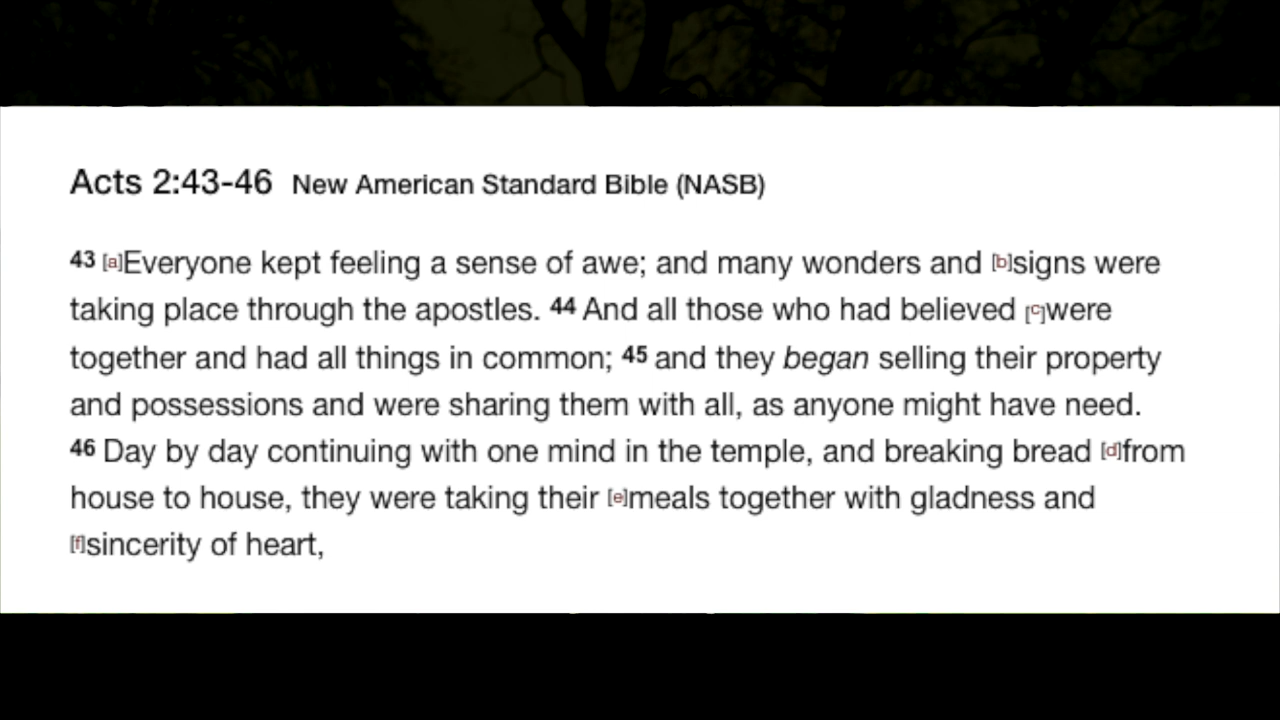 Acts 2:43-46 New American Standard Bible (NASB)
43 [a]Everyone kept feeling a sense of awe; and many wonders and [b]signs were
taking place through the apostles. 44 And all those who had believed [c]were
together and had all things in common; 45 and they began selling their property
and possessions and were sharing them with all, as anyone might have need.
46 Day by day continuing with one mind in the temple, and breaking bread [d]from
house to house, they were taking their [e]meals together with gladness and
[f]sincerity of heart,